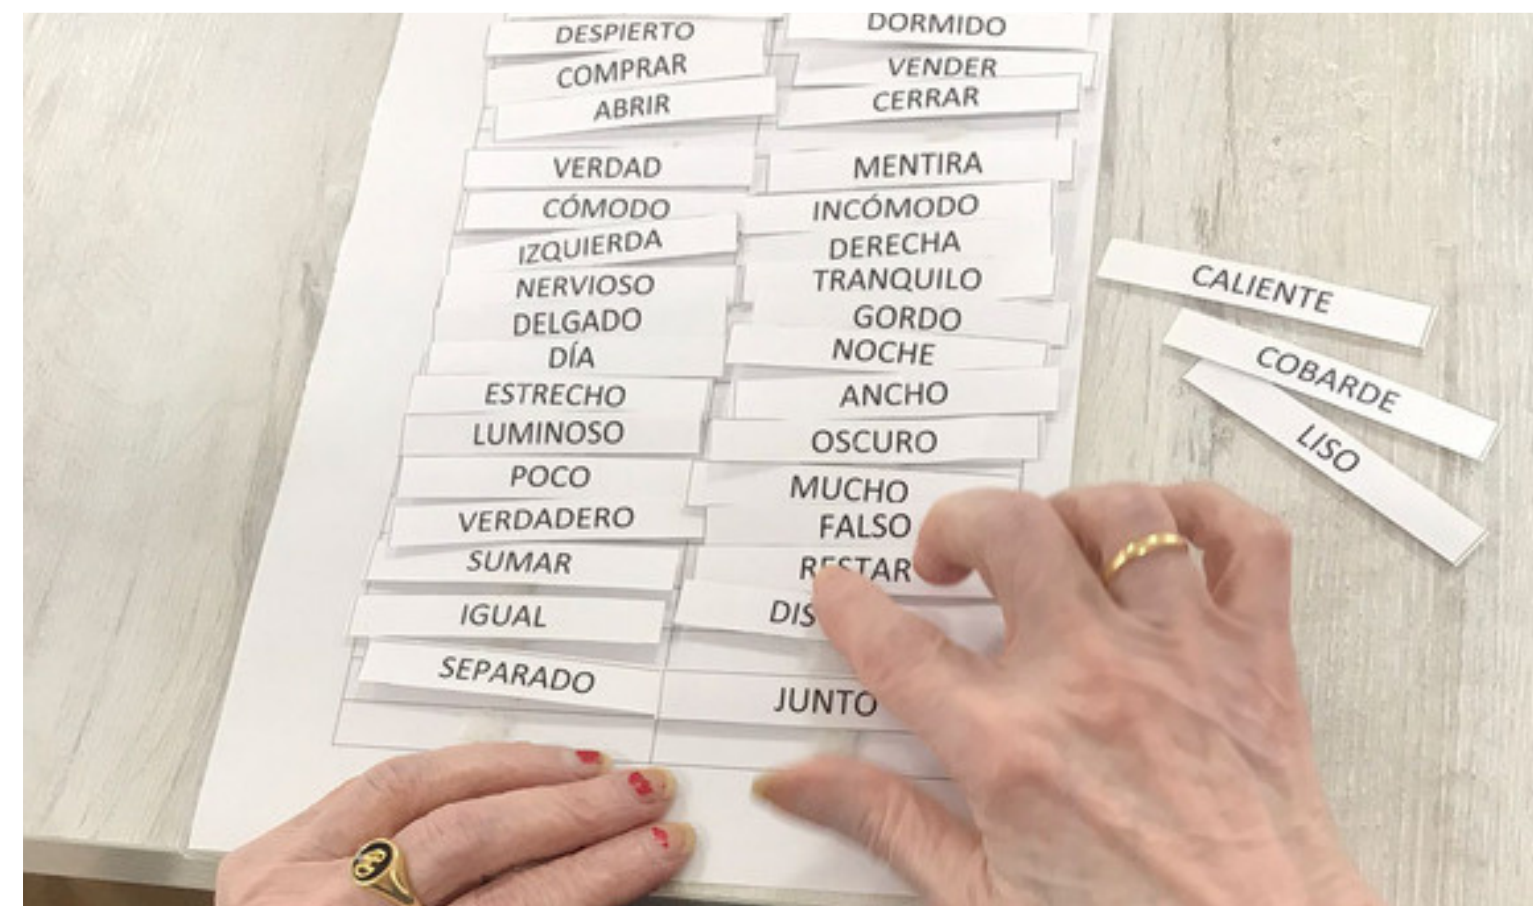 DESPIERTO DORMIDO
COMPRAR VENDER
ABRIR CERRAR
VERDAD MENTIRA
CÓMODO INCÓMODO
IZQUIERDA DERECHA
NERVIOSO TRANQUILO
DELGADO GORDO
DÍA NOCHE
ESTRECHO ANCHO
LUMINOSO OSCURO
POCO MUCHO
VERDADERO FALSO
SUMAR RESTAR
IGUAL
SEPARADO JUNTO
CALIENTE
COBARDE
LISO